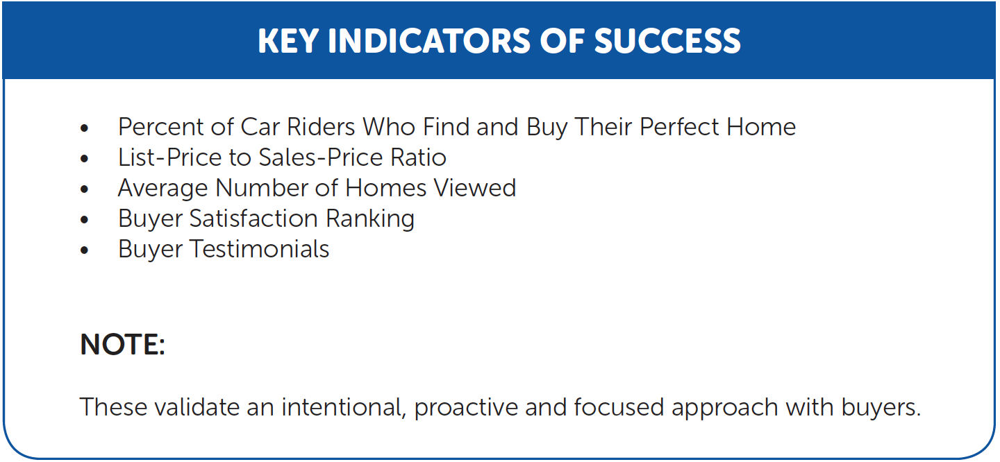 KEY INDICATORS OF SUCCESS
• Percent of Car Riders Who Find and Buy Their Perfect Home
• List-Price to Sales-Price Ratio
• Average Number of Homes Viewed
• Buyer Satisfaction Ranking
• Buyer Testimonials
NOTE:
These validate an intentional, proactive and focused approach with buyers.